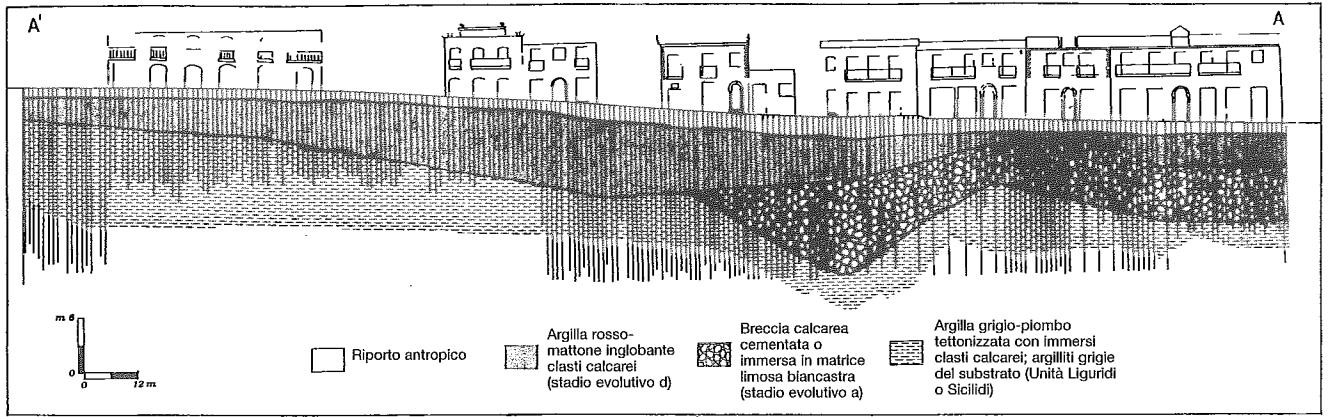 A'
A
m 6
0
0
12 m
Riporto antropico
Argilla rosso-
mattone inglobante
clasti calcarei
(stadio evolutivo d)
Breccia calcarea
cementata o
immersa in matrice
limosa biancastra
(stadio evolutivo a)
Argilla grigio-piombo
tettonizzata con immersi
clasti calcarei; argilliti grigie
del substrato (Unità Liguridi
o Sicilidi)